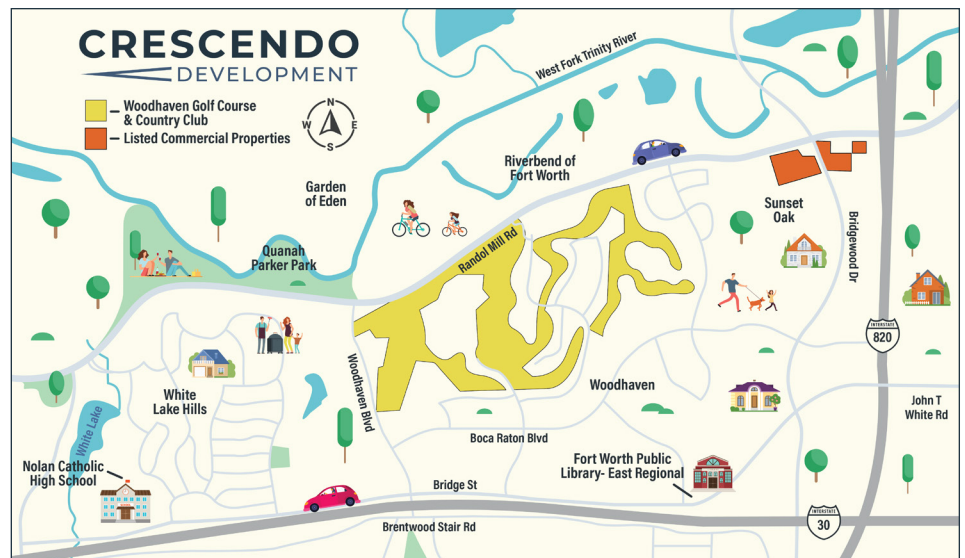 CRESCENDO
DEVELOPMENT
Woodhaven Golf Course
& Country Club
Listed Commercial Properties
N
W E
S
West Fork Trinity River
Riverbend of
Fort Worth
Garden
of Eden
Sunset
Oak
Quanah
Parker Park
Randol Mill Rd
Bridgewood Dr
INTERSTATE
820
Woodhaven Blvd
White
Lake Hills
Woodhaven
John T
White Rd
White Lake
Boca Raton Blvd
Nolan Catholic
High School
Fort Worth Public
Library- East Regional
Bridge St
Brentwood Stair Rd
INTERSTATE
30